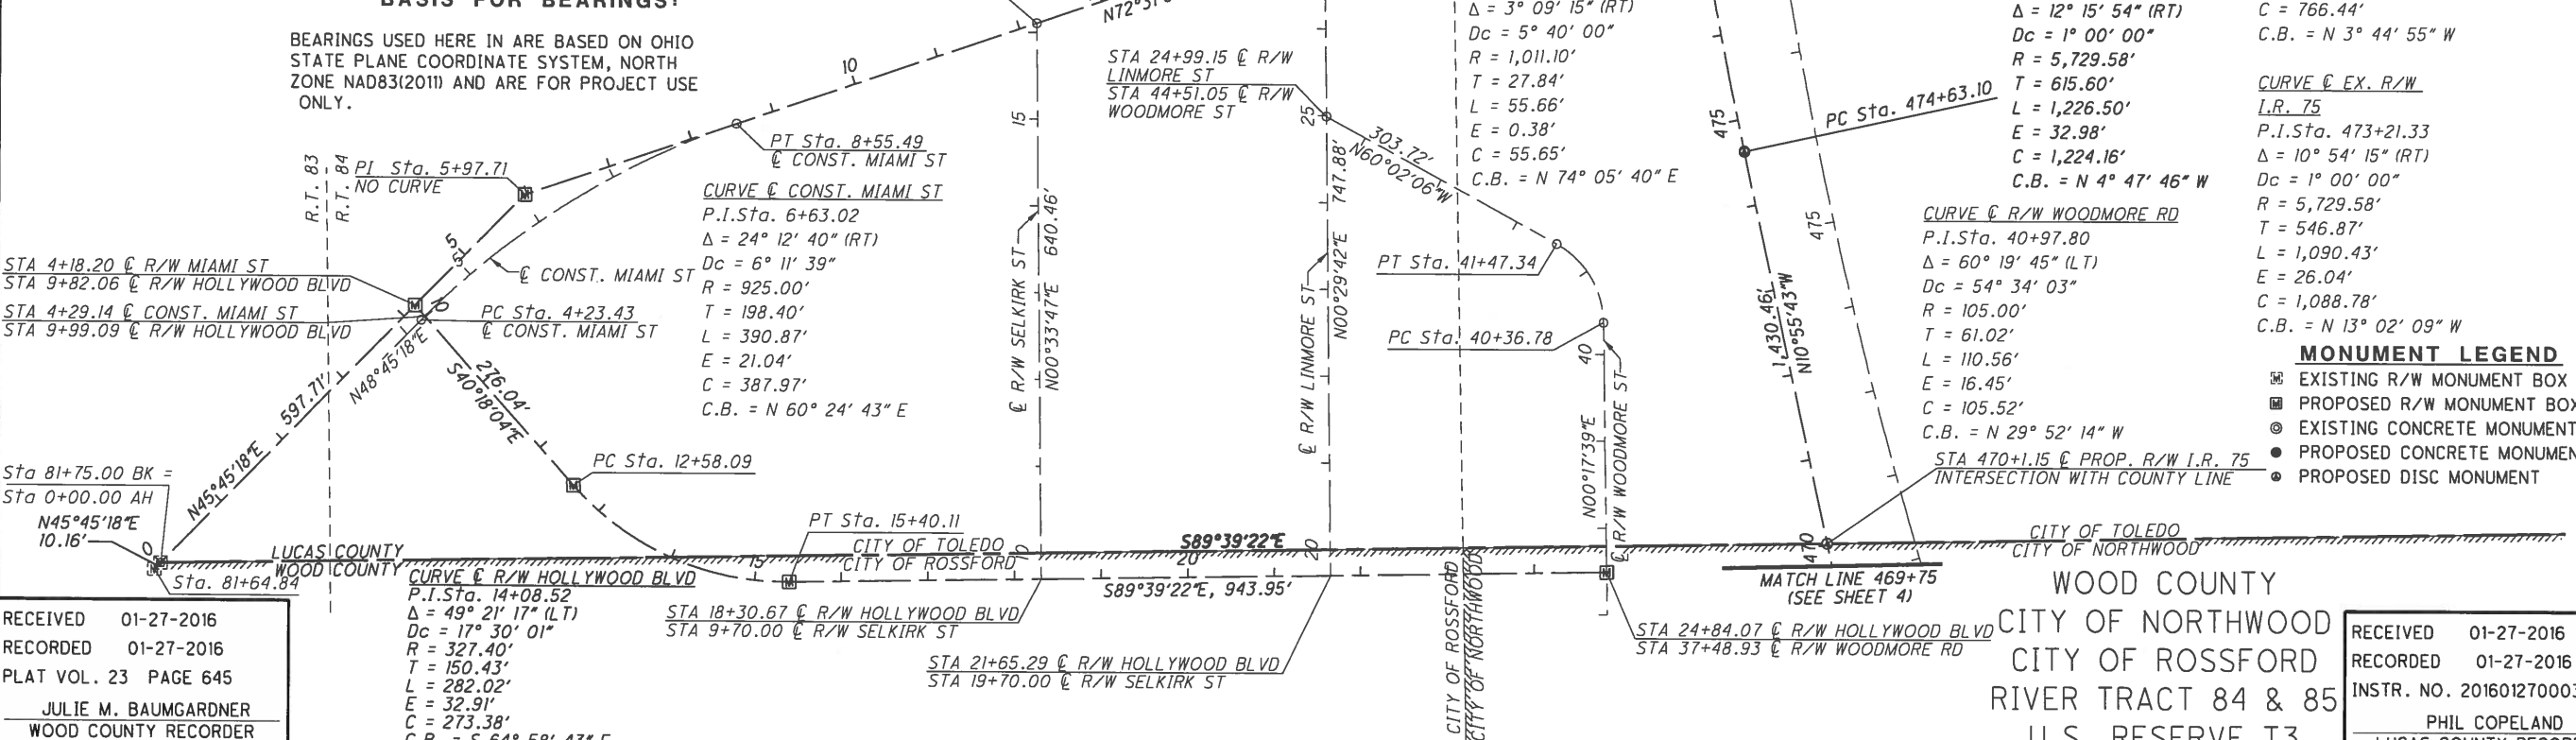 BASIS FOR BEARINGS:
BEARINGS USED HERE IN ARE BASED ON OHIO
STATE PLANE COORDINATE SYSTEM, NORTH
ZONE NAD83(2011) AND ARE FOR PROJECT USE
ONLY.
R.T. 83
R.T. 84
PI Sta. 5+97.71
NO CURVE
STA 4+18.20 ℄ R/W MIAMI ST
STA 9+82.06 ℄ R/W HOLLYWOOD BLVD
STA 4+29.14 ℄ CONST. MIAMI ST
STA 9+99.09 ℄ R/W HOLLYWOOD BLVD
5
5
10
10
℄ CONST. MIAMI ST
PC Sta. 4+23.43
℄ CONST. MIAMI ST
PT Sta. 8+55.49
℄ CONST. MIAMI ST
CURVE ℄ CONST. MIAMI ST
P.I.Sta. 6+63.02
Δ = 24° 12' 40" (RT)
Dc = 6° 11' 39"
R = 925.00'
T = 198.40'
L = 390.87'
E = 21.04'
C = 387.97'
C.B. = N 60° 24' 43" E
N48°45'18"E
597.71'
N45°45'18"E
276.04'
S40°18'04"E
PC Sta. 12+58.09
Sta 81+75.00 BK =
Sta 0+00.00 AH
N45°45'18"E
10.16'
0
Sta. 81+64.84
LUCAS COUNTY
WOOD COUNTY
PT Sta. 15+40.11
15
CITY OF TOLEDO
CITY OF ROSSFORD
CURVE ℄ R/W HOLLYWOOD BLVD
P.I.Sta. 14+08.52
Δ = 49° 21' 17" (LT)
Dc = 17° 30' 01"
R = 327.40'
T = 150.43'
L = 282.02'
E = 32.91'
C = 273.38'
C.B. = S 64° 58' 43" E
RECEIVED 01-27-2016
RECORDED 01-27-2016
PLAT VOL. 23 PAGE 645
JULIE M. BAUMGARDNER
WOOD COUNTY RECORDER
15
℄ R/W SELKIRK ST
N00°33'47"E 640.46'
S89°39'22"E
20
20
S89°39'22"E, 943.95'
STA 18+30.67 ℄ R/W HOLLYWOOD BLVD
STA 9+70.00 ℄ R/W SELKIRK ST
STA 21+65.29 ℄ R/W HOLLYWOOD BLVD
STA 19+70.00 ℄ R/W SELKIRK ST
STA 24+99.15 ℄ R/W
LINMORE ST
STA 44+51.05 ℄ R/W
WOODMORE ST
25
℄ R/W LINMORE ST
N00°29'42"E 747.88'
303.72'
N60°02'06"W
Δ = 3° 09' 15" (RT)
Dc = 5° 40' 00"
R = 1,011.10'
T = 27.84'
L = 55.66'
E = 0.38'
C = 55.65'
C.B. = N 74° 05' 40" E
PT Sta. 41+47.34
PC Sta. 40+36.78
40
N00°17'39"E
℄ R/W WOODMORE ST
CITY OF ROSSFORD
CITY OF NORTHWOOD
STA 24+84.07 ℄ R/W HOLLYWOOD BLVD
STA 37+48.93 ℄ R/W WOODMORE RD
475
475
PC Sta. 474+63.10
1,430.46'
N10°55'43"W
470
MATCH LINE 469+75
(SEE SHEET 4)
Δ = 12° 15' 54" (RT)
Dc = 1° 00' 00"
R = 5,729.58'
T = 615.60'
L = 1,226.50'
E = 32.98'
C = 1,224.16'
C.B. = N 4° 47' 46" W
CURVE ℄ R/W WOODMORE RD
P.I.Sta. 40+97.80
Δ = 60° 19' 45" (LT)
Dc = 54° 34' 03"
R = 105.00'
T = 61.02'
L = 110.56'
E = 16.45'
C = 105.52'
C.B. = N 29° 52' 14" W
STA 470+1.15 ℄ PROP. R/W I.R. 75
INTERSECTION WITH COUNTY LINE
CITY OF TOLEDO
CITY OF NORTHWOOD
C = 766.44'
C.B. = N 3° 44' 55" W
CURVE ℄ EX. R/W
I.R. 75
P.I.Sta. 473+21.33
Δ = 10° 54' 15" (RT)
Dc = 1° 00' 00"
R = 5,729.58'
T = 546.87'
L = 1,090.43'
E = 26.04'
C = 1,088.78'
C.B. = N 13° 02' 09" W
MONUMENT LEGEND
EXISTING R/W MONUMENT BOX
PROPOSED R/W MONUMENT BOX
EXISTING CONCRETE MONUMENT
PROPOSED CONCRETE MONUMEN
PROPOSED DISC MONUMENT
WOOD COUNTY
CITY OF NORTHWOOD
CITY OF ROSSFORD
RIVER TRACT 84 & 85
U.S. RESERVE T3
RECEIVED 01-27-2016
RECORDED 01-27-2016
INSTR. NO. 201601270003
PHIL COPELAND